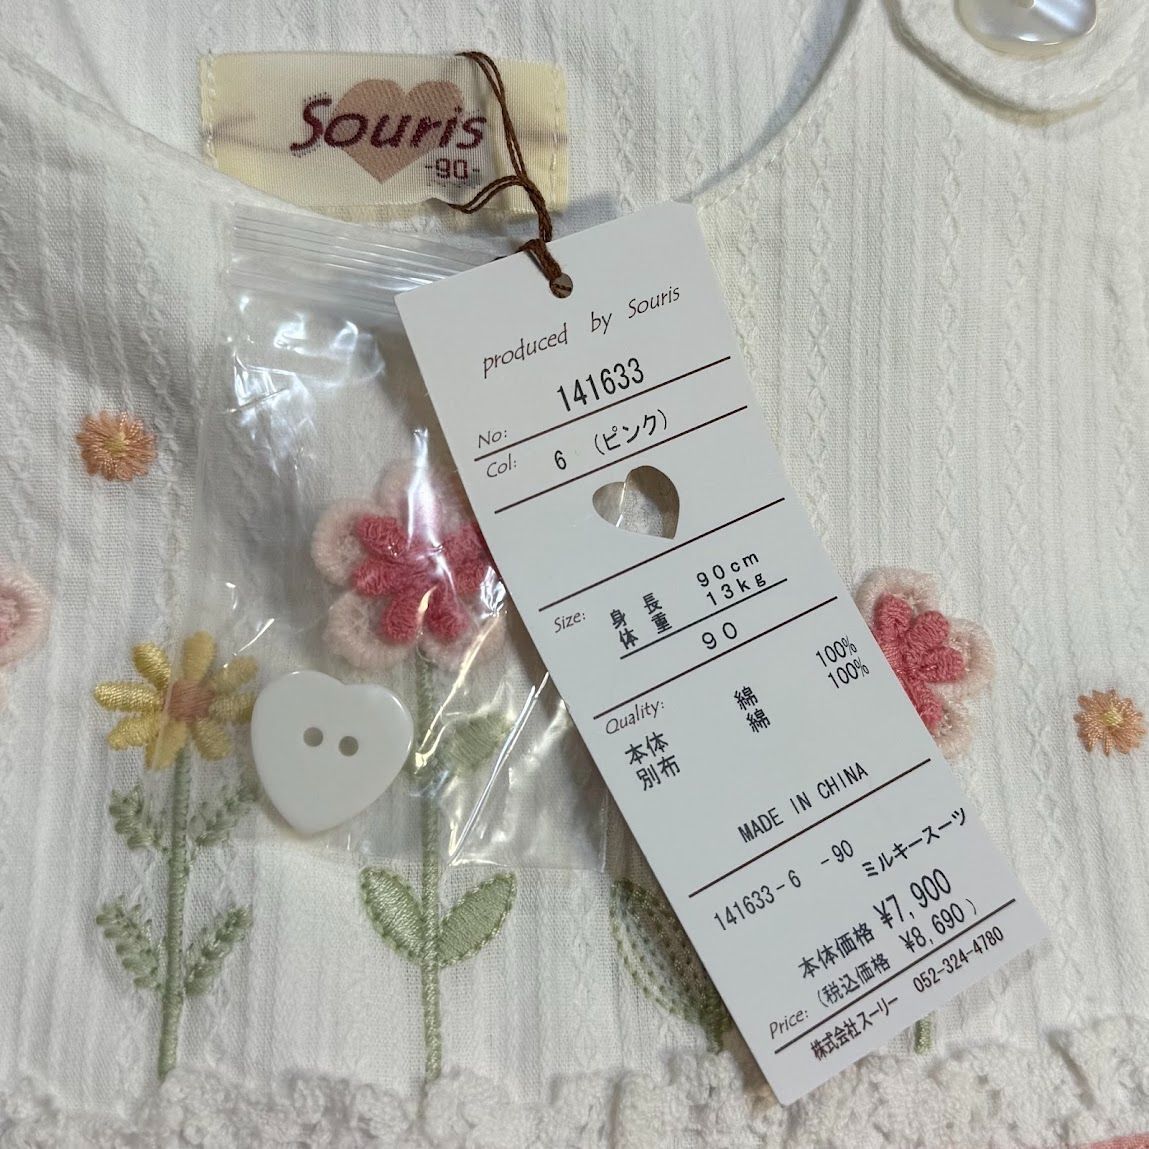 Souris
-90-
produced by Souris
No: 141633
Col: 6 (ピンク)
Size: 身長 90cm
体重 13kg
90
Quality:
本体 綿 100%
別布 綿 100%
MADE IN CHINA
141633-6 -90
ミルキースーツ
本体価格 ¥7,900
Price: (税込価格 ¥8,690)
株式会社スーリー 052-324-4780